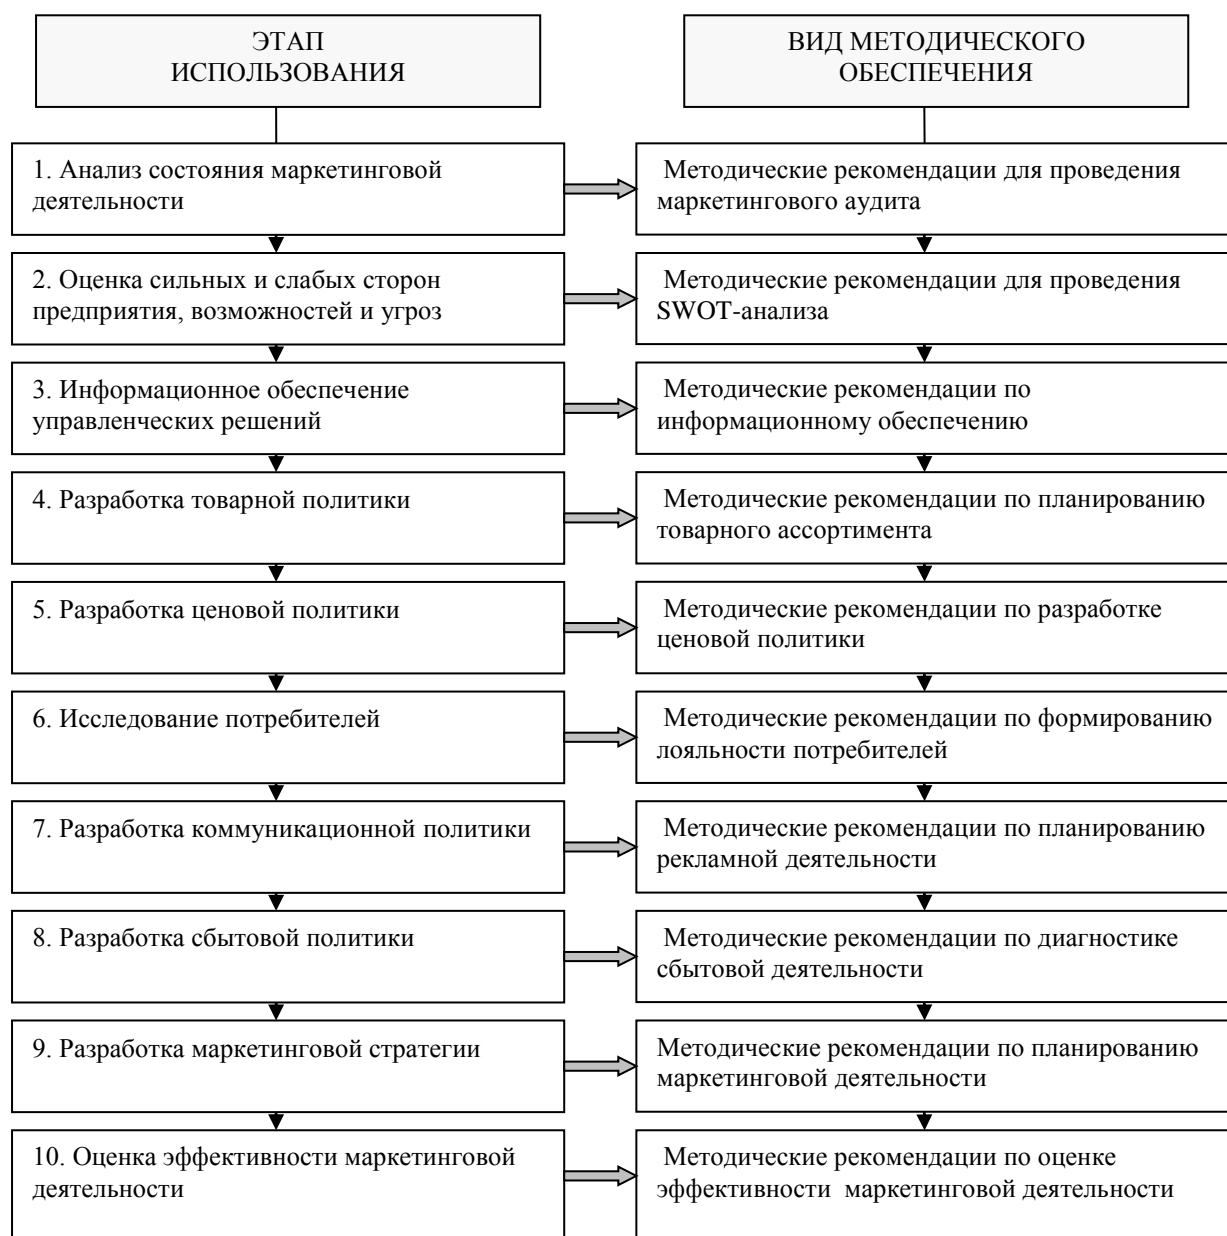 ЭТАП
ИСПОЛЬЗОВАНИЯ
ВИД МЕТОДИЧЕСКОГО
ОБЕСПЕЧЕНИЯ
1. Анализ состояния маркетинговой
деятельности
Методические рекомендации для проведения
маркетингового аудита
2. Оценка сильных и слабых сторон
предприятия, возможностей и угроз
Методические рекомендации для проведения
SWOT-анализа
3. Информационное обеспечение
управленческих решений
Методические рекомендации по
информационному обеспечению
4. Разработка товарной политики
Методические рекомендации по планированию
товарного ассортимента
5. Разработка ценовой политики
Методические рекомендации по разработке
ценовой политики
6. Исследование потребителей
Методические рекомендации по формированию
лояльности потребителей
7. Разработка коммуникационной политики
Методические рекомендации по планированию
рекламной деятельности
8. Разработка сбытовой политики
Методические рекомендации по диагностике
сбытовой деятельности
9. Разработка маркетинговой стратегии
Методические рекомендации по планированию
маркетинговой деятельности
10. Оценка эффективности маркетинговой
деятельности
Методические рекомендации по оценке
эффективности маркетинговой деятельности